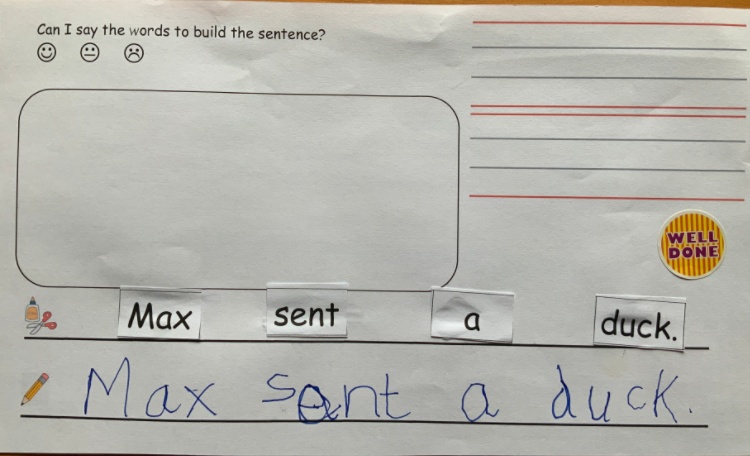 Can I say the words to build the sentence?
WELL
DONE
Max sent a duck.
Max sent a duck.